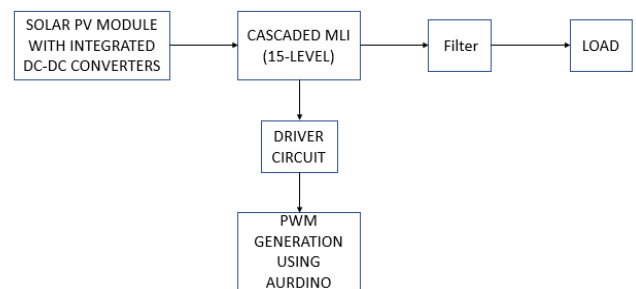 SOLAR PV MODULE
WITH INTEGRATED
DC-DC CONVERTERS
CASCADED MLI
(15-LEVEL)
Filter
LOAD
DRIVER
CIRCUIT
PWM
GENERATION
USING
AURDINO